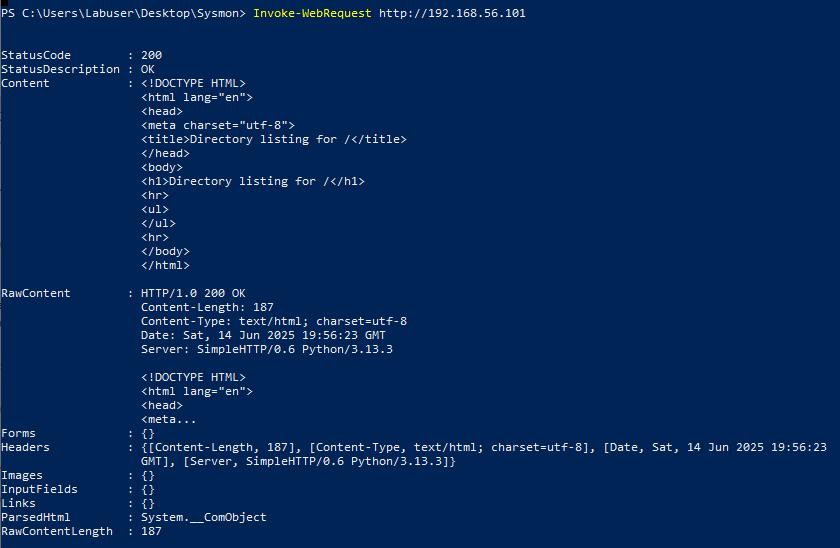 PS C:\Users\Labuser\Desktop\Sysmon> Invoke-WebRequest http://192.168.56.101
StatusCode : 200
StatusDescription : OK
Content : <!DOCTYPE HTML>
<html lang="en">
<head>
<meta charset="utf-8">
<title>Directory listing for /</title>
</head>
<body>
<h1>Directory listing for /</h1>
<hr>
<ul>
</ul>
<hr>
</body>
</html>
RawContent : HTTP/1.0 200 OK
Content-Length: 187
Content-Type: text/html; charset=utf-8
Date: Sat, 14 Jun 2025 19:56:23 GMT
Server: SimpleHTTP/0.6 Python/3.13.3
<!DOCTYPE HTML>
<html lang="en">
<head>
<meta...
Forms : {}
Headers : {[Content-Length, 187], [Content-Type, text/html; charset=utf-8], [Date, Sat, 14 Jun 2025 19:56:23
GMT], [Server, SimpleHTTP/0.6 Python/3.13.3]}
Images : {}
InputFields : {}
Links : {}
ParsedHtml : System.__ComObject
RawContentLength : 187